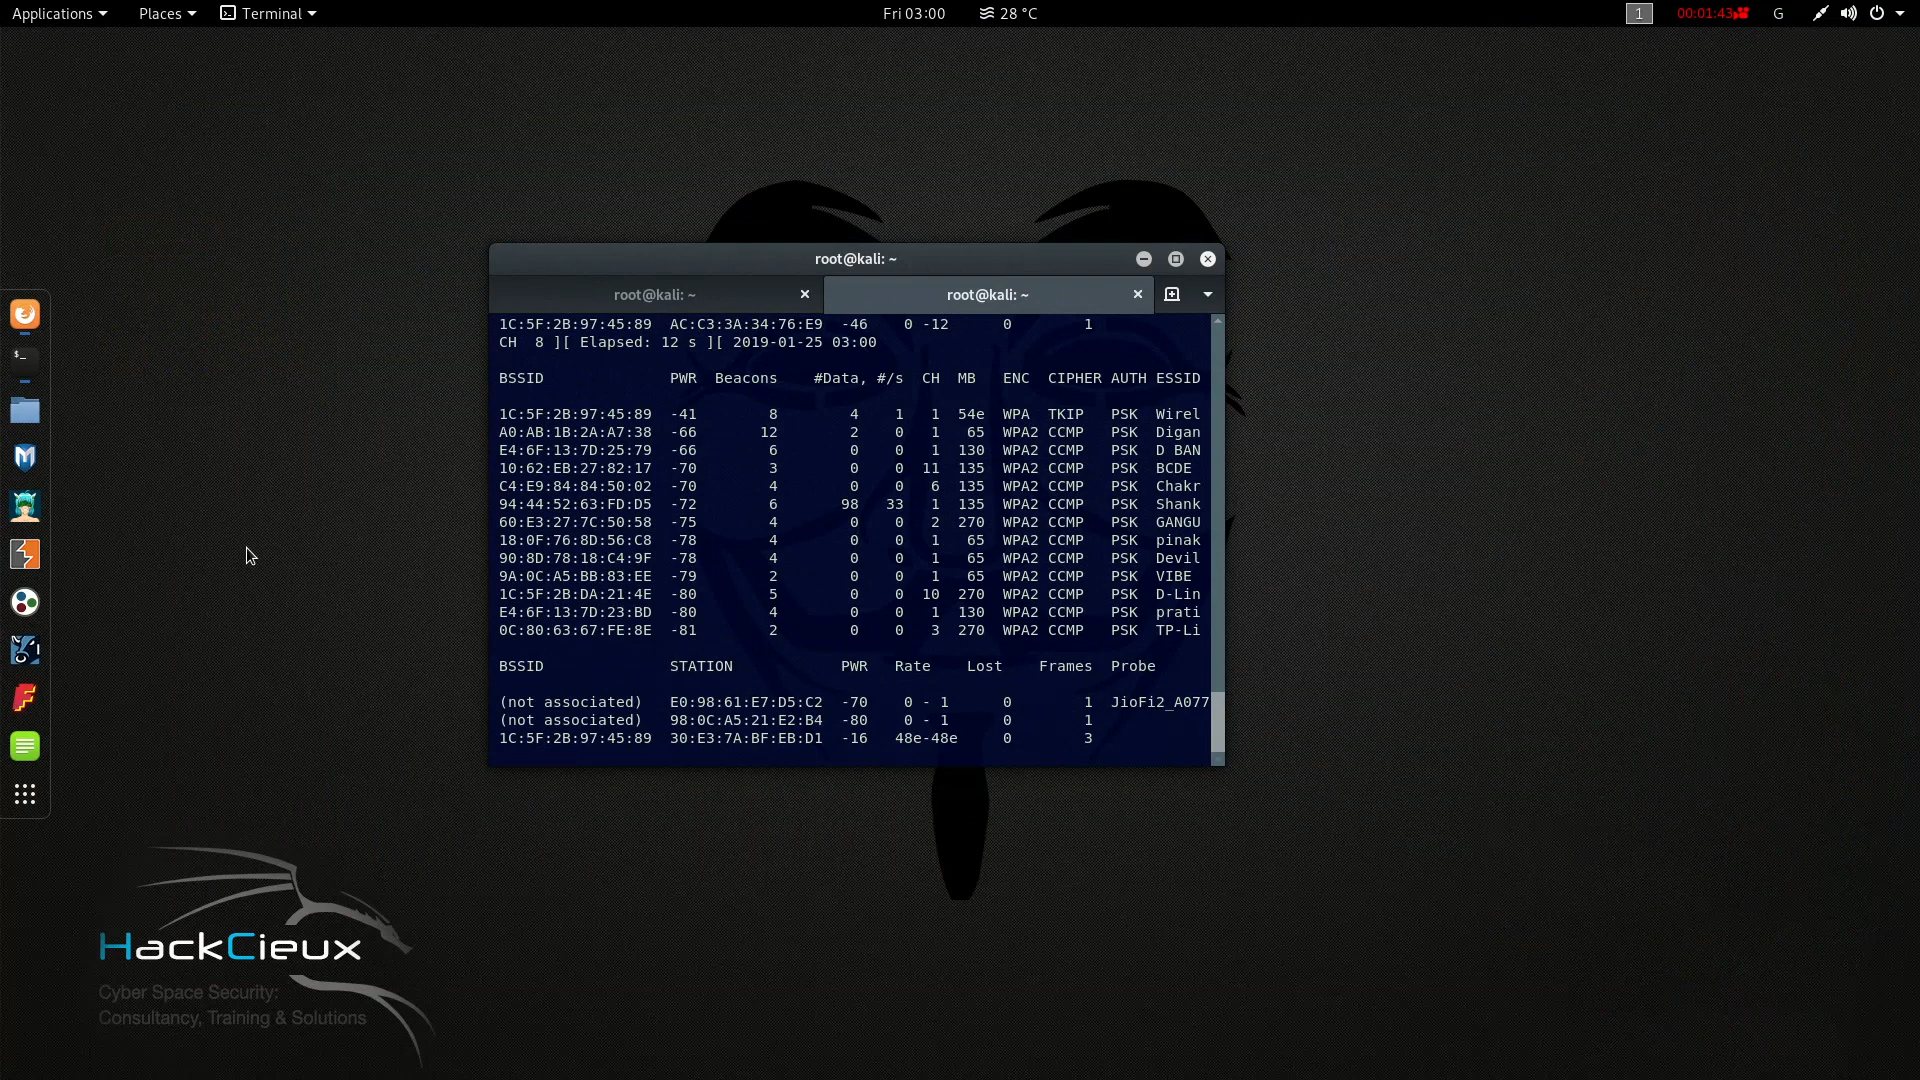 Applications Places Terminal Fri 03:00 28 °C 1 00:01:43 G
root@kali: ~
root@kali: ~ root@kali: ~
1C:5F:2B:97:45:89 AC:C3:3A:34:76:E9 -46 0 -12 0 1
CH 8 ][ Elapsed: 12 s ][ 2019-01-25 03:00
BSSID PWR Beacons #Data, #/s CH MB ENC CIPHER AUTH ESSID
1C:5F:2B:97:45:89 -41 8 4 1 1 54e WPA TKIP PSK Wirel
A0:AB:1B:2A:A7:38 -66 12 2 0 1 65 WPA2 CCMP PSK Digan
E4:6F:13:7D:25:79 -66 6 0 0 1 130 WPA2 CCMP PSK D BAN
10:62:EB:27:82:17 -70 3 0 0 11 135 WPA2 CCMP PSK BCDE
C4:E9:84:84:50:02 -70 4 0 0 6 135 WPA2 CCMP PSK Chakr
94:44:52:63:FD:D5 -72 6 98 33 1 135 WPA2 CCMP PSK Shank
60:E3:27:7C:50:58 -75 4 0 0 2 270 WPA2 CCMP PSK GANGU
18:0F:76:8D:56:C8 -78 4 0 0 1 65 WPA2 CCMP PSK pinak
90:8D:78:18:C4:9F -78 4 0 0 1 65 WPA2 CCMP PSK Devil
9A:0C:A5:BB:83:EE -79 2 0 0 1 65 WPA2 CCMP PSK VIBE
1C:5F:2B:DA:21:4E -80 5 0 0 10 270 WPA2 CCMP PSK D-Lin
E4:6F:13:7D:23:BD -80 4 0 0 1 130 WPA2 CCMP PSK prati
0C:80:63:67:FE:8E -81 2 0 0 3 270 WPA2 CCMP PSK TP-Li
BSSID STATION PWR Rate Lost Frames Probe
(not associated) E0:98:61:E7:D5:C2 -70 0 - 1 0 1 JioFi2_A077
(not associated) 98:0C:A5:21:E2:B4 -80 0 - 1 0 1
1C:5F:2B:97:45:89 30:E3:7A:BF:EB:D1 -16 48e-48e 0 3
HackCieux
Cyber Space Security:
Consultancy, Training & Solutions